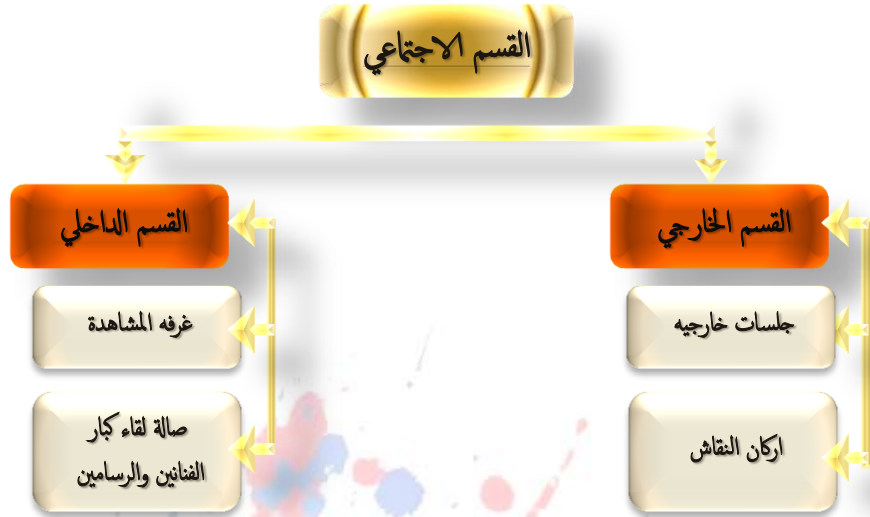 القسم الاجتماعي
القسم الخارجي
جلسات خارجيه
اركان النقاش
القسم الداخلي
غرفه المشاهدة
صالة لقاء كبار
الفنانين والرسامين